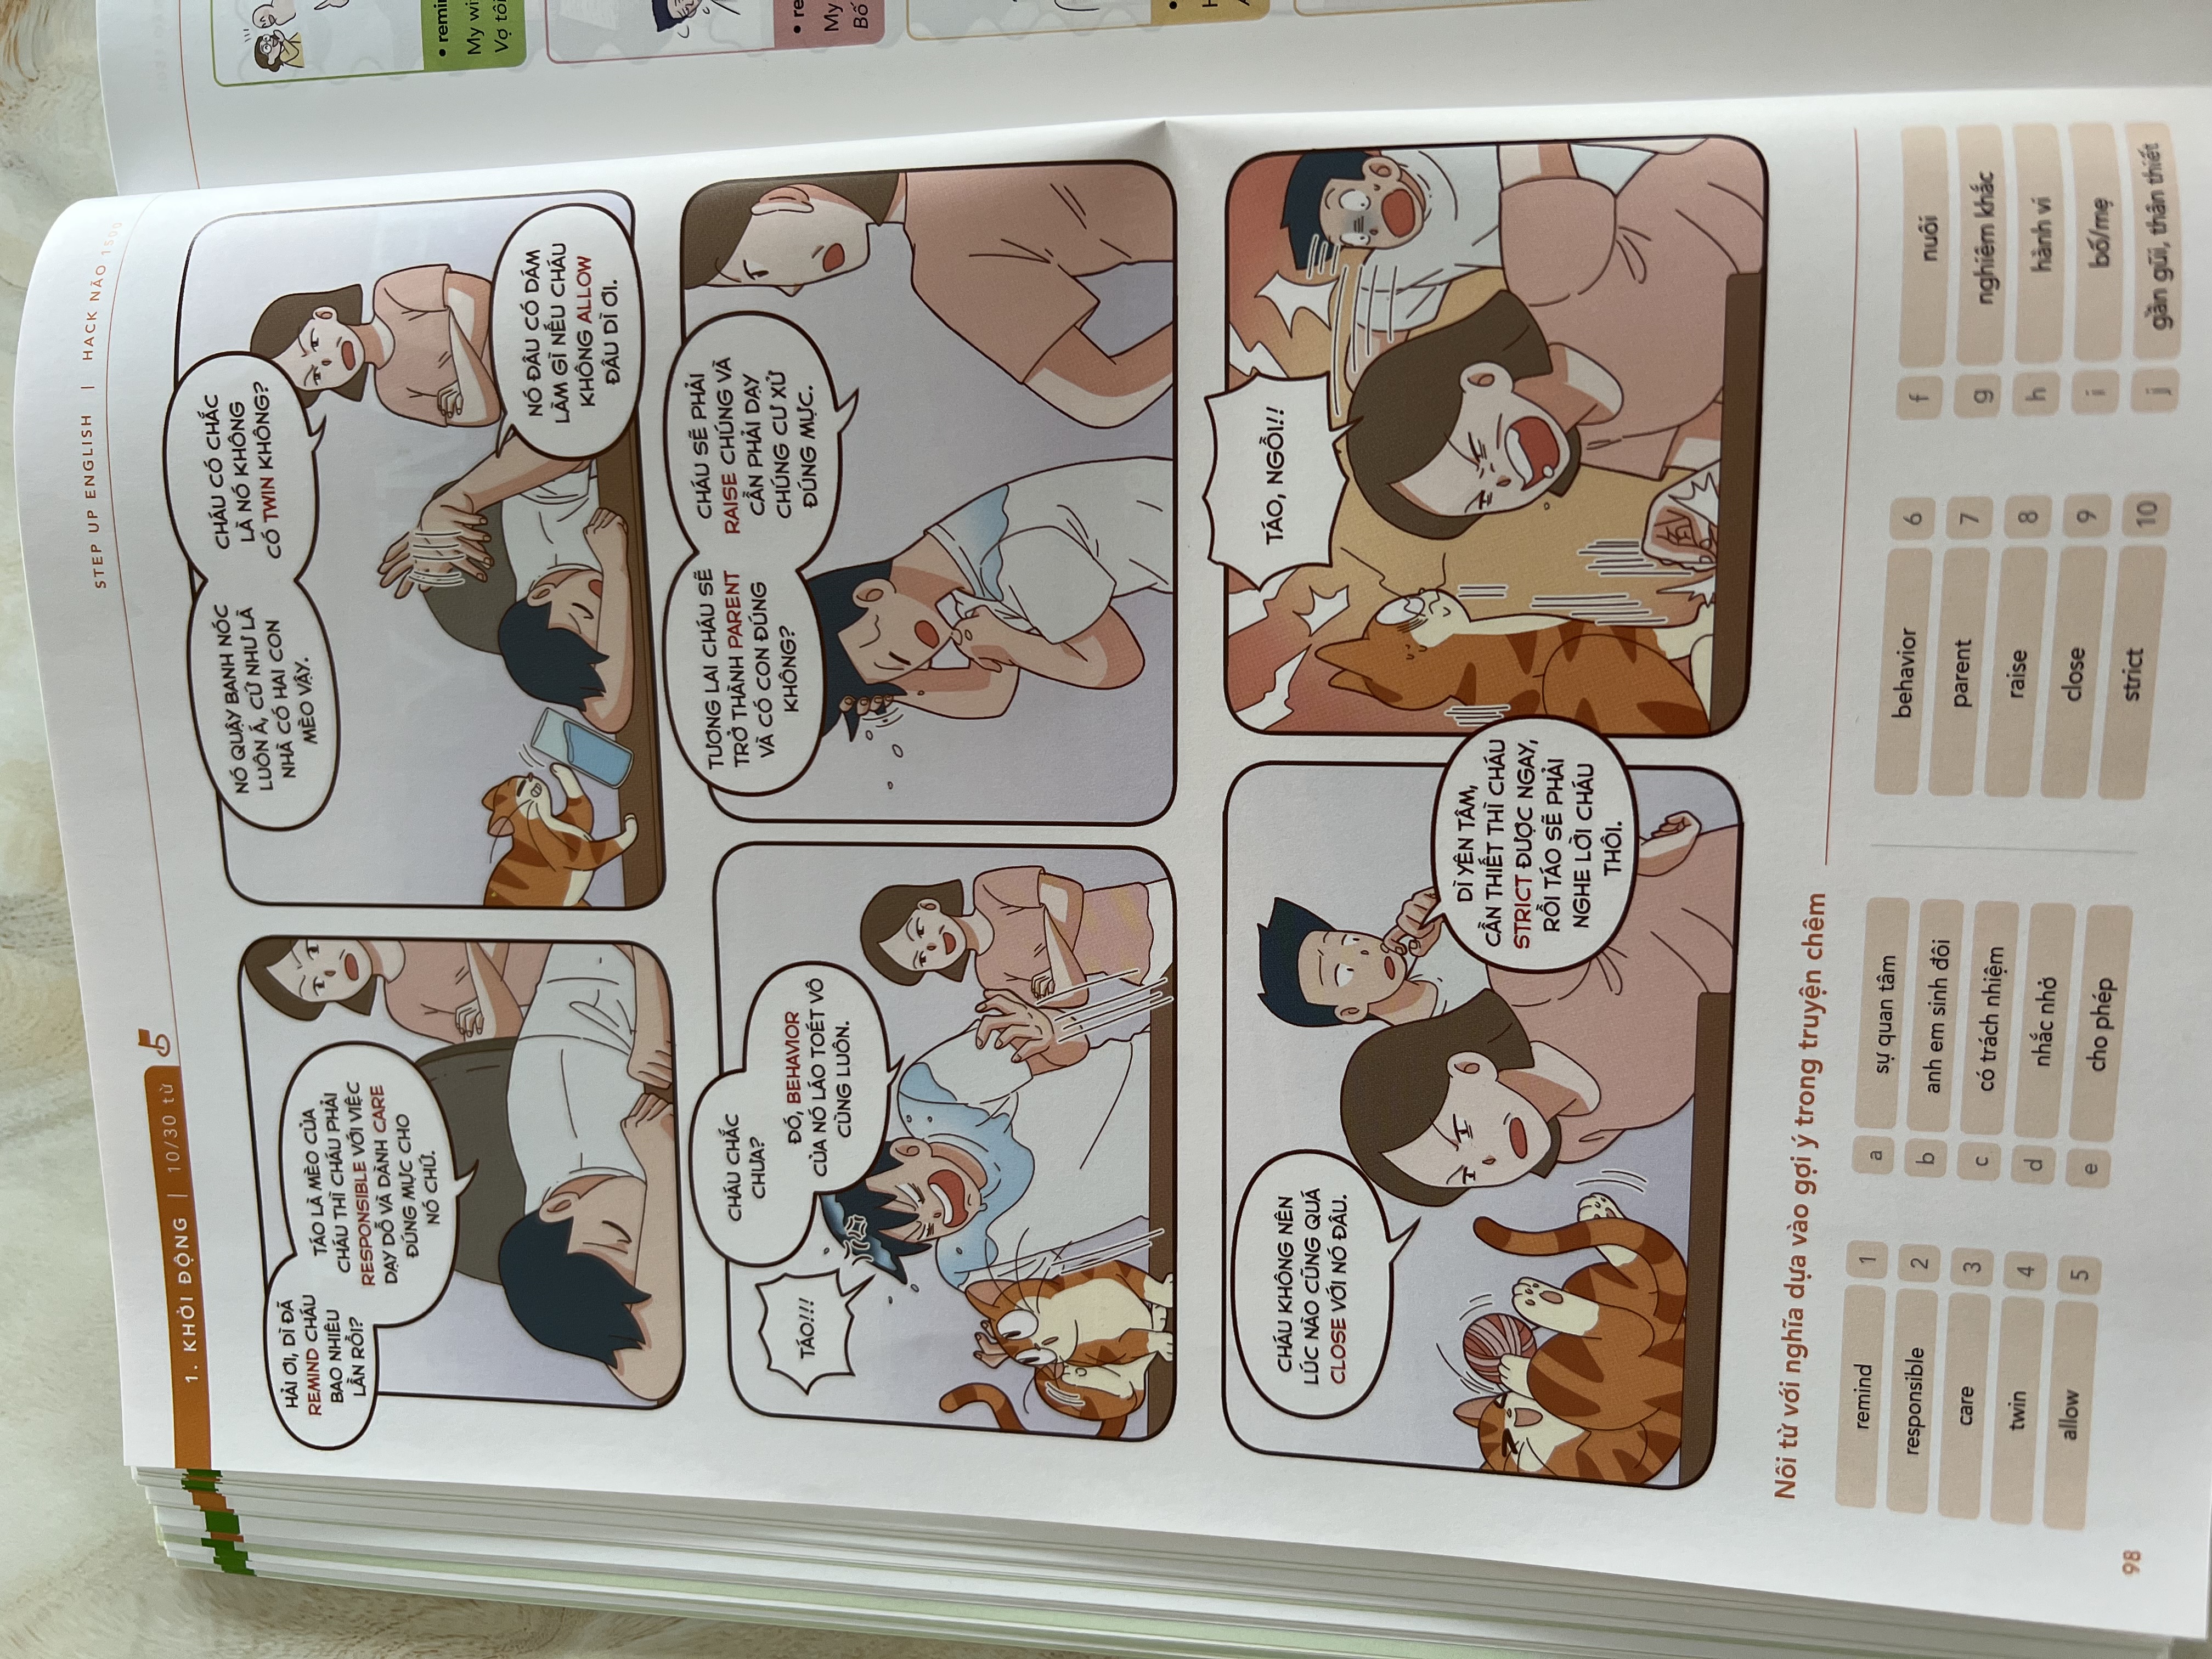 STEP UP ENGLISH | HACK NÃO 1500
1. KHỞI ĐỘNG | 10/30 từ
HẢI ƠI, DÌ ĐÃ
REMIND CHÁU
BAO NHIÊU
LẦN RỒI?
TÁO LÀ MÈO CỦA
CHÁU THÌ CHÁU PHẢI
RESPONSIBLE VỚI VIỆC
DẠY DỖ VÀ DÀNH CARE
ĐÚNG MỰC CHO
NÓ CHỨ.
NÓ QUẬY BANH NÓC
LUÔN Á, CỨ NHƯ LÀ
NHÀ CÓ HAI CON
MÈO VẬY.
CHÁU CÓ CHẮC
LÀ NÓ KHÔNG
CÓ TWIN KHÔNG?
NÓ ĐÂU CÓ DÁM
LÀM GÌ NẾU CHÁU
KHÔNG ALLOW
ĐÂU DÌ ƠI.
TÁO!!!
CHÁU CHẮC
CHƯA?
ĐÓ, BEHAVIOR
CỦA NÓ LÁO TOÉT VÔ
CÙNG LUÔN.
TƯƠNG LAI CHÁU SẼ
TRỞ THÀNH PARENT
VÀ CÓ CON ĐÚNG
KHÔNG?
CHÁU SẼ PHẢI
RAISE CHÚNG VÀ
CẦN PHẢI DẠY
CHÚNG CƯ XỬ
ĐÚNG MỰC.
CHÁU KHÔNG NÊN
LÚC NÀO CŨNG QUÁ
CLOSE VỚI NÓ ĐÂU.
DÌ YÊN TÂM,
CẦN THIẾT THÌ CHÁU
STRICT ĐƯỢC NGAY,
RỒI TÁO SẼ PHẢI
NGHE LỜI CHÁU
THÔI.
TÁO, NGỒI!!
Nối từ với nghĩa dựa vào gợi ý trong truyện chêm
remind 1
responsible 2
care 3
twin 4
allow 5
a sự quan tâm
b anh em sinh đôi
c có trách nhiệm
d nhắc nhở
e cho phép
behavior 6
parent 7
raise 8
close 9
strict 10
f nuôi
g nghiêm khắc
h hành vi
i bố/mẹ
j gần gũi, thân thiết
98
My
Vợ
My
Bố